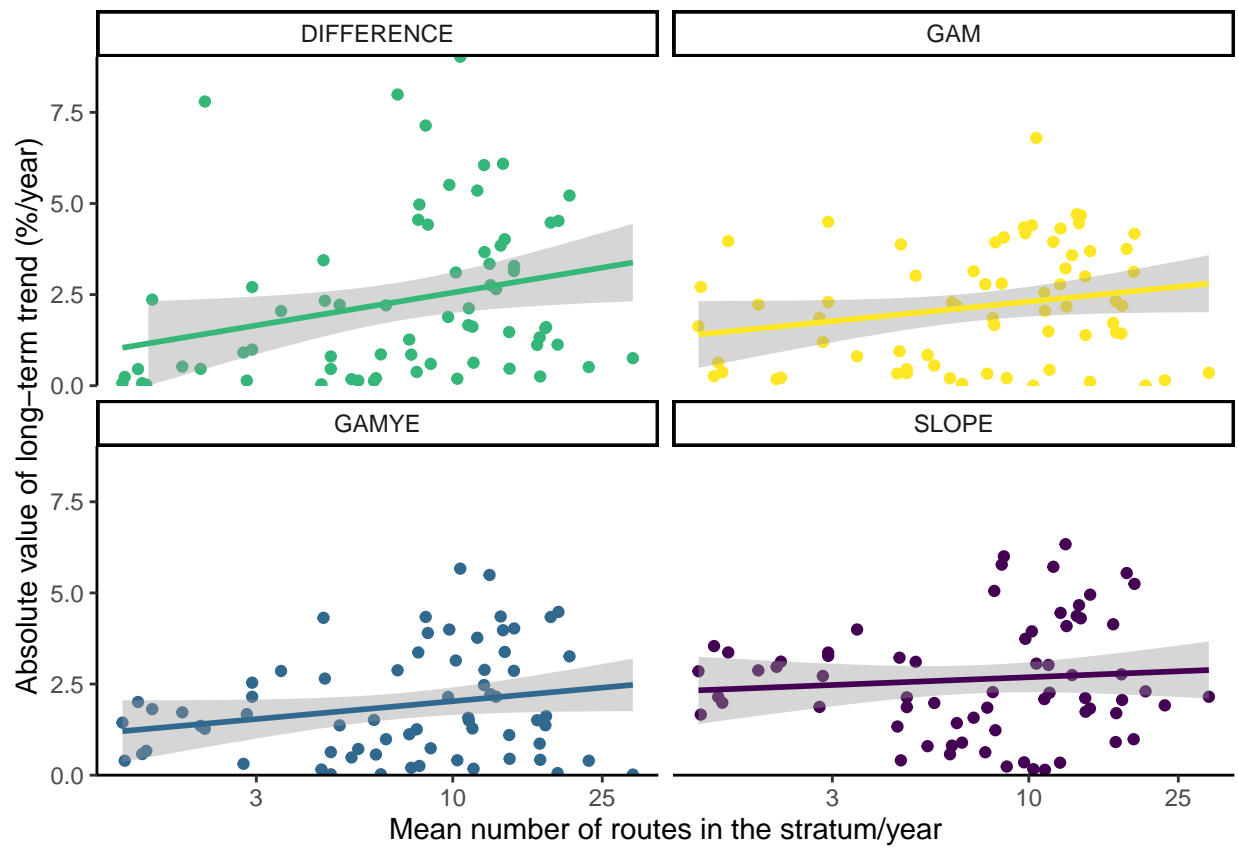 DIFFERENCE
GAM
7.5
5.0
2.5
0.0
GAMYE
SLOPE
7.5
5.0
2.5
0.0
3
10
25
3
10
25
Absolute value of long−term trend (%/year)
Mean number of routes in the stratum/year